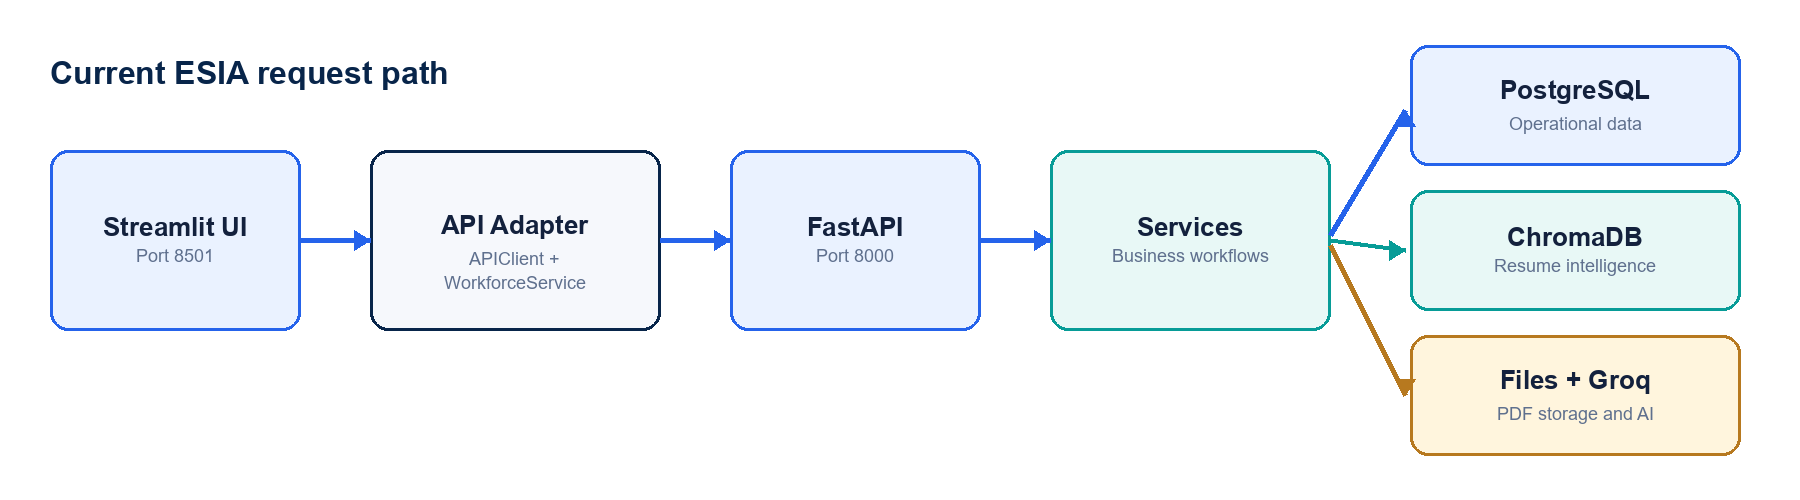 Current ESIA request path
Streamlit UI
Port 8501
API Adapter
APIClient +
WorkforceService
FastAPI
Port 8000
Services
Business workflows
PostgreSQL
Operational data
ChromaDB
Resume intelligence
Files + Groq
PDF storage and AI